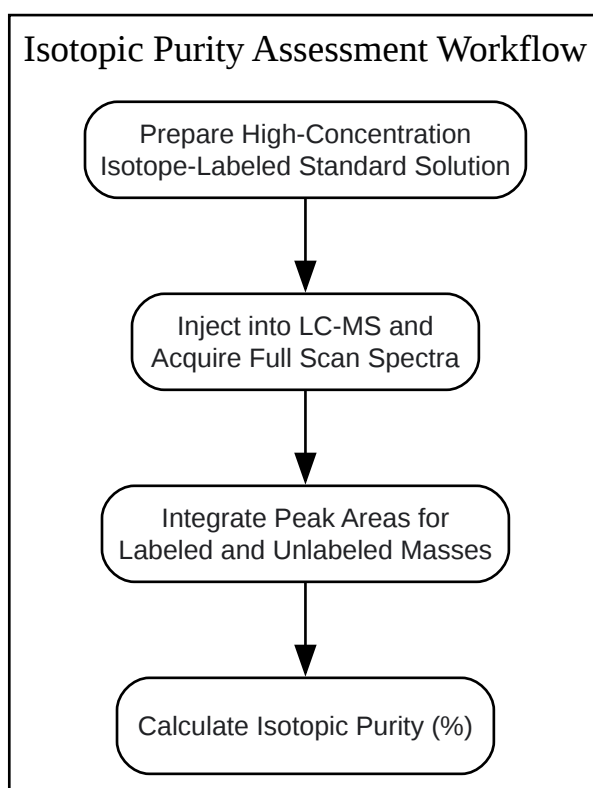 Isotopic Purity Assessment Workflow
Prepare High-Concentration
Isotope-Labeled Standard Solution
Inject into LC-MS and
Acquire Full Scan Spectra
Integrate Peak Areas for
Labeled and Unlabeled Masses
Calculate Isotopic Purity (%)